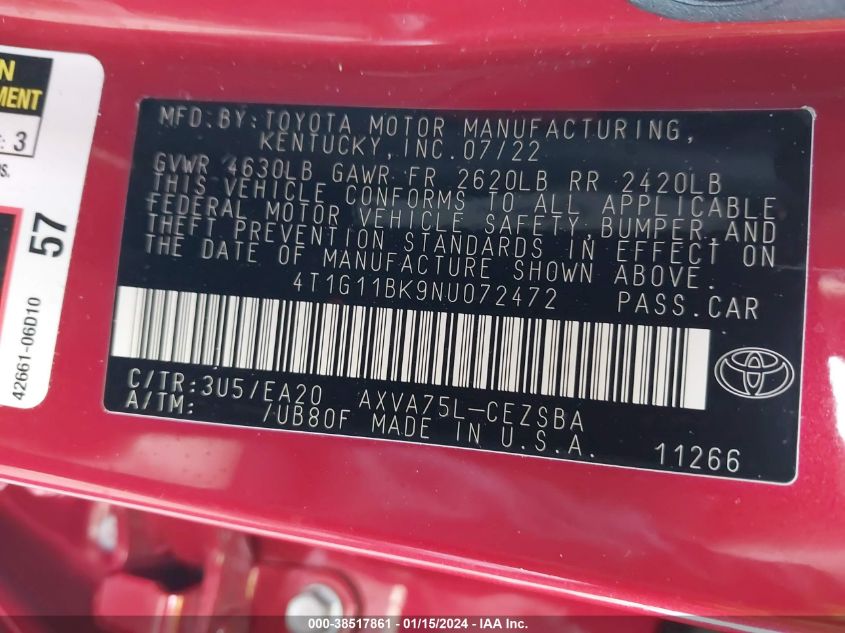 N
MENT
: 3
S.
57
42661-06D10
MFD. BY: TOYOTA MOTOR MANUFACTURING,
KENTUCKY, INC. 07/22
GVWR 4630LB GAWR FR 2620LB RR 2420LB
THIS VEHICLE CONFORMS TO ALL APPLICABLE
FEDERAL MOTOR VEHICLE SAFETY, BUMPER, AND
THEFT PREVENTION STANDARDS IN EFFECT ON
THE DATE OF MANUFACTURE SHOWN ABOVE.
4T1G11BK9NU072472 PASS. CAR
C/TR: 3U5/EA20 AXVA75L-CEZSBA
A/TM: /UB80F MADE IN U.S.A. 11266
000-38517861 - 01/15/2024 - IAA Inc.